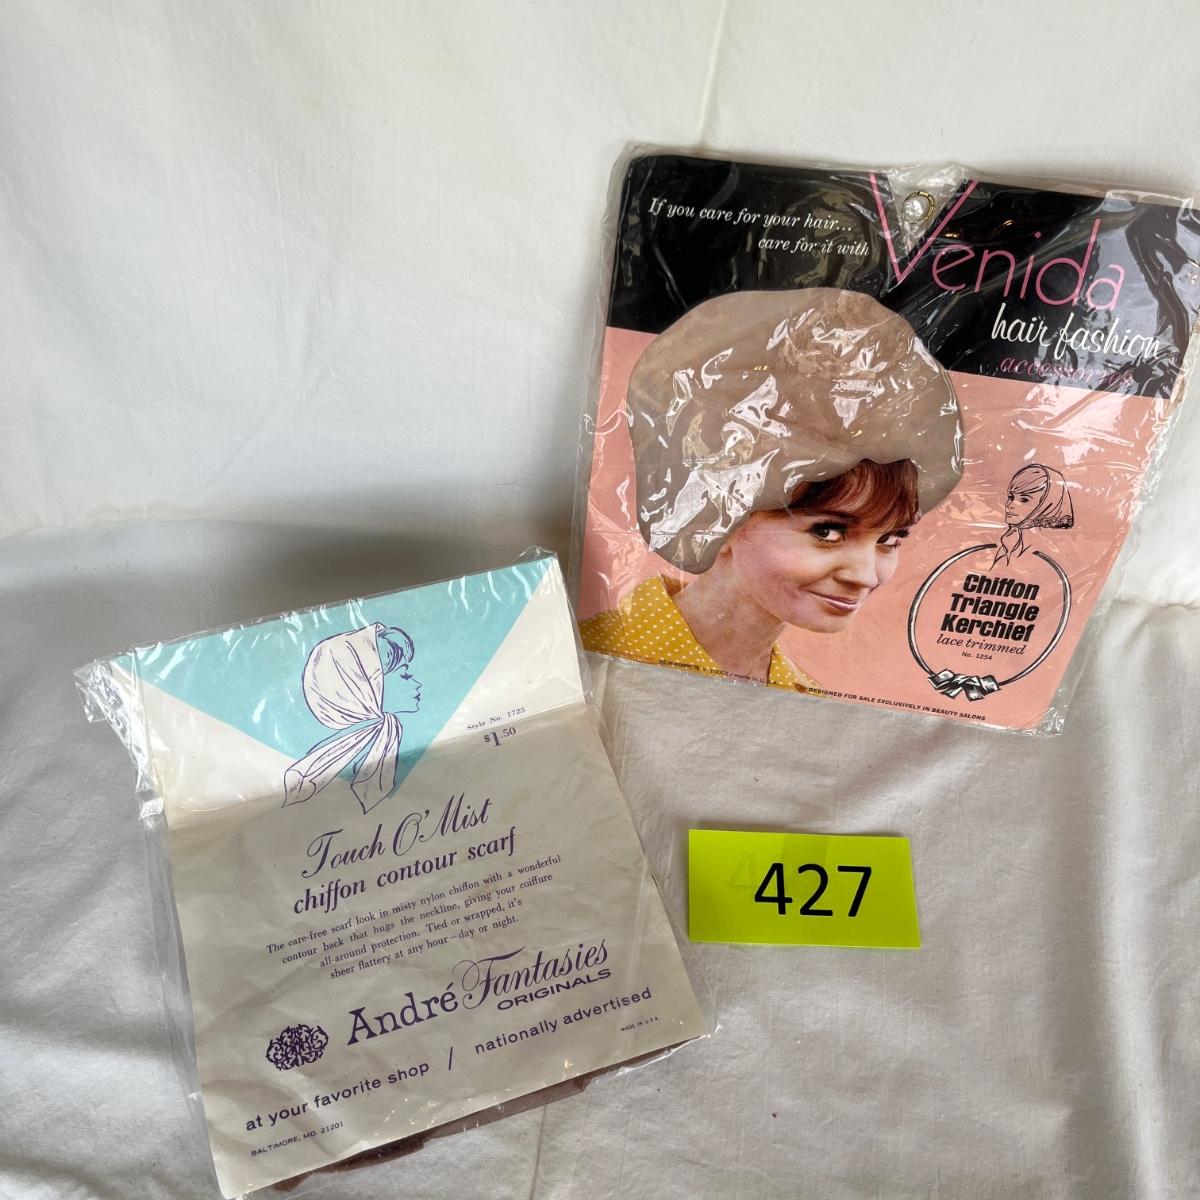 If you care for your hair...
care for it with
Venida
hair fashion
accessories
Chiffon
Triangle
Kerchief
lace trimmed
No. 1254
made in U.S.A.
DESIGNED FOR SALE EXCLUSIVELY IN BEAUTY SALONS
Style No. 1725
$1.50
Touch O'Mist
chiffon contour scarf
The care-free scarf look in misty nylon chiffon with a wonderful
contour back that hugs the neckline, giving your coiffure
all-around protection. Tied or wrapped, it's
sheer flattery at any hour—day or night.
André Fantasies
ORIGINALS
at your favorite shop / nationally advertised
MADE IN U.S.A.
BALTIMORE, MD. 21201
427